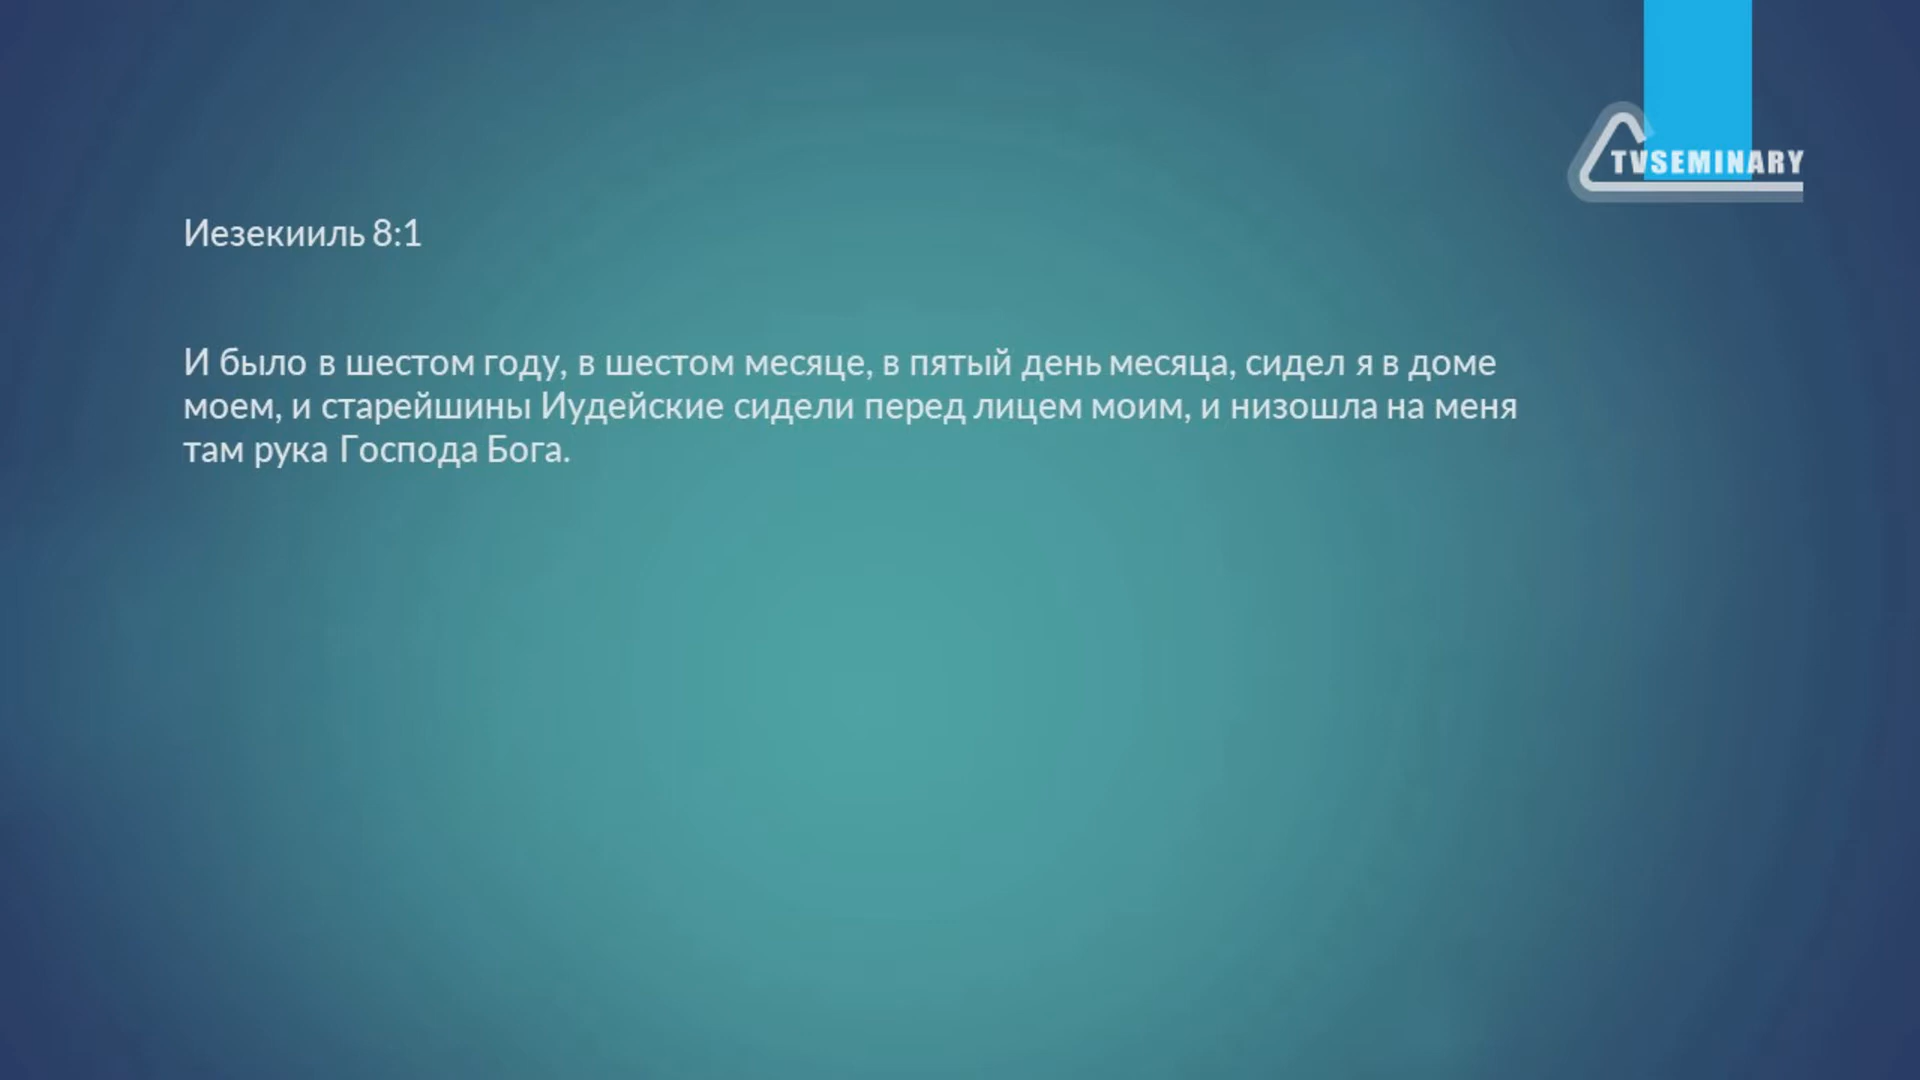 TVSEMINARY
Иезекииль 8:1
И было в шестом году, в шестом месяце, в пятый день месяца, сидел я в доме
моем, и старейшины Иудейские сидели перед лицем моим, и низошла на меня
там рука Господа Бога.